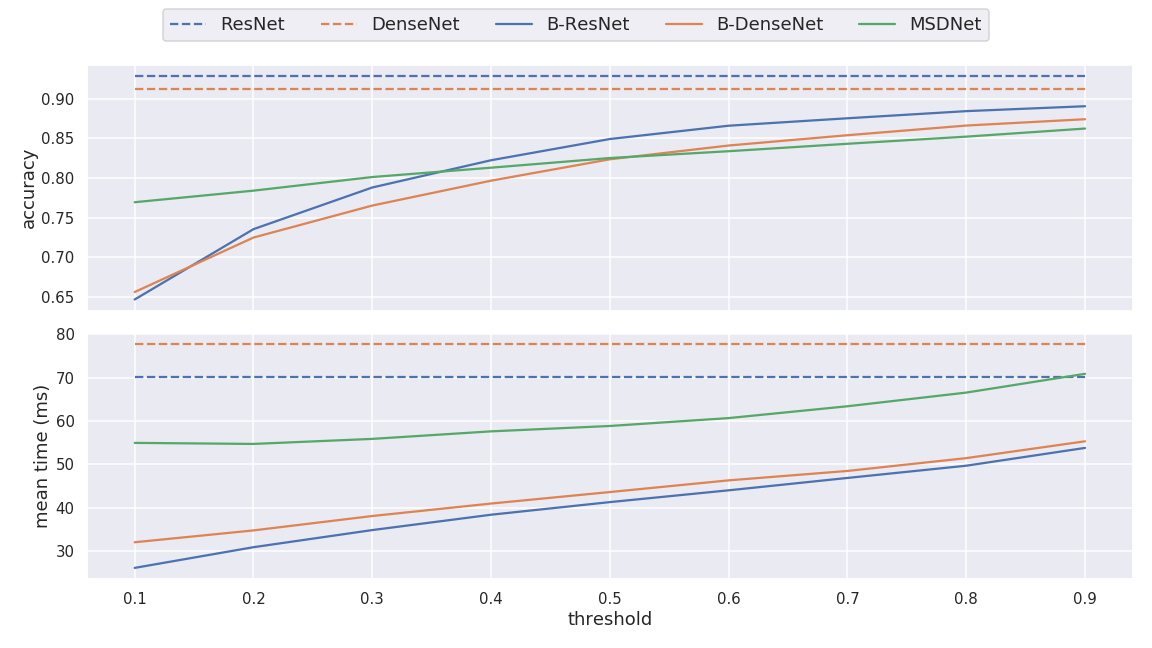 ResNet DenseNet B-ResNet B-DenseNet MSDNet
accuracy
0.90
0.85
0.80
0.75
0.70
0.65
mean time (ms)
80
70
60
50
40
30
0.1 0.2 0.3 0.4 0.5 0.6 0.7 0.8 0.9
threshold